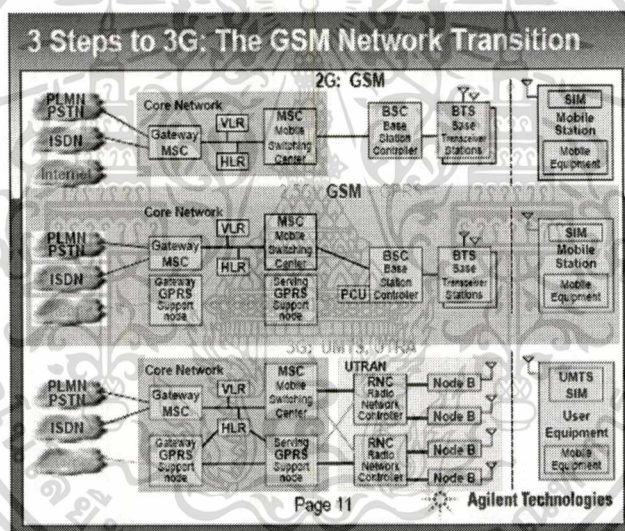 3 Steps to 3G: The GSM Network Transition
2G: GSM
PLMN
PSTN
ISDN
Internet
Core Network
Gateway
MSC
VLR
HLR
MSC
Mobile
Switching
Center
BSC
Base
Station
Controller
BTS
Base
Transceiver
Stations
SIM
Mobile
Station
Mobile
Equipment
GSM
GPRS
PLMN
PSTN
ISDN
Core Network
Gateway
MSC
VLR
HLR
MSC
Mobile
Switching
Center
Gateway
GPRS
Support
node
Serving
GPRS
Support
node
PCU
BSC
Base
Station
Controller
BTS
Base
Transceiver
Stations
SIM
Mobile
Station
Mobile
Equipment
3G: UMTS, UTRA
PLMN
PSTN
ISDN
Core Network
Gateway
MSC
VLR
HLR
MSC
Mobile
Switching
Center
Gateway
GPRS
Support
node
Serving
GPRS
Support
node
UTRAN
RNC
Radio
Network
Controller
RNC
Radio
Network
Controller
Node B
Node B
Node B
Node B
UMTS
SIM
User
Equipment
Mobile
Equipment
Page 11
Agilent Technologies